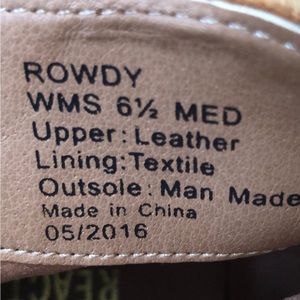 ROWDY
WMS 6½ MED
Upper: Leather
Lining: Textile
Outsole: Man Made
Made in China
05/2016